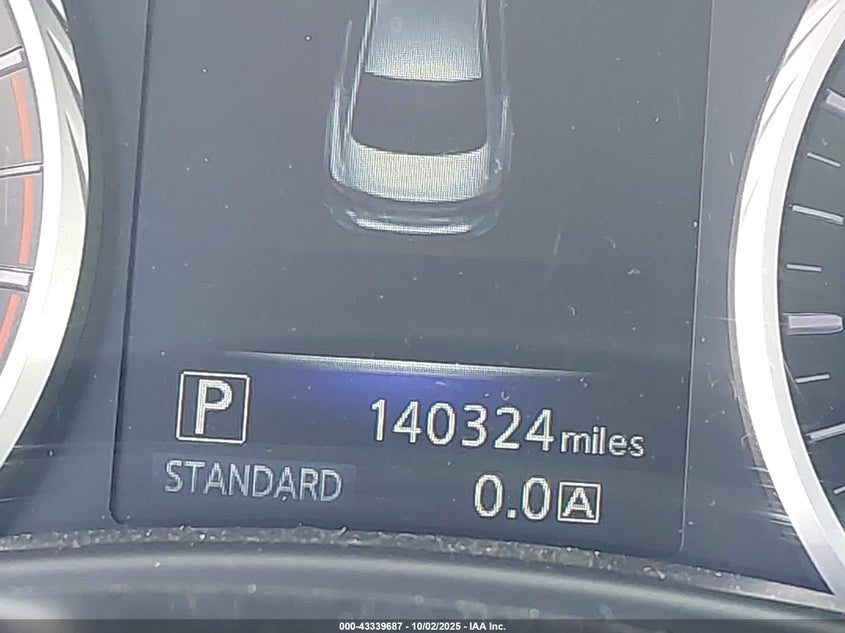 P
140324 miles
STANDARD
0.0 A
000-43339687 - 10/02/2025 - IAA Inc.